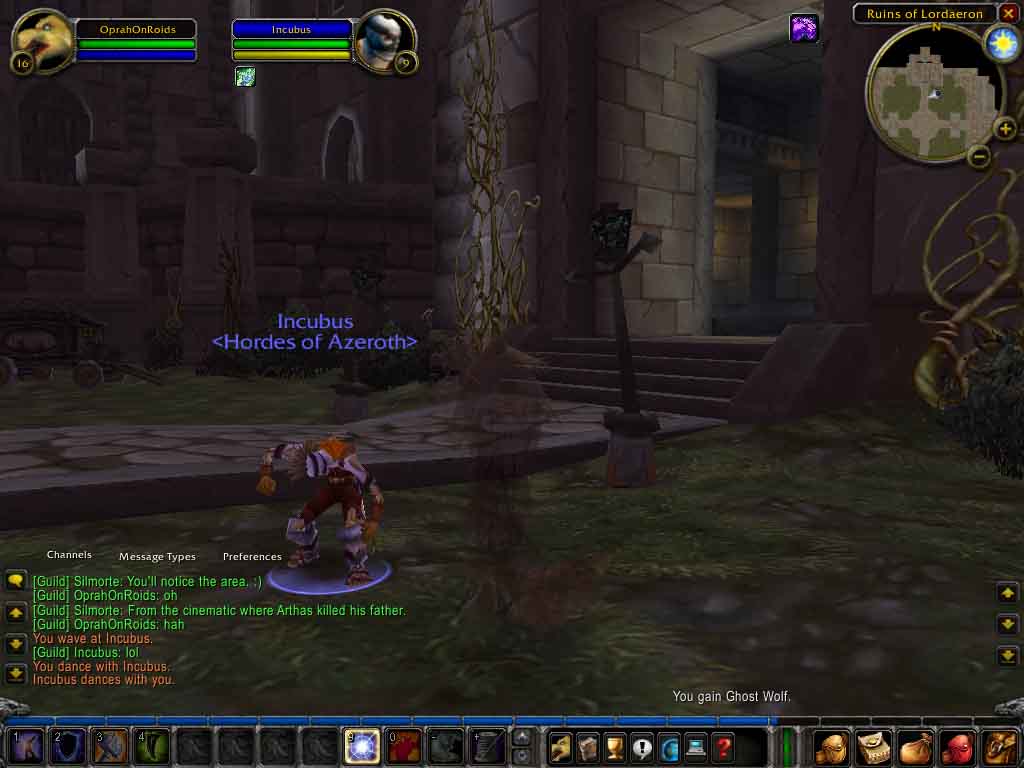 OprahOnRoids
16
Incubus
9
Ruins of Lordaeron
N
Incubus
<Hordes of Azeroth>
Channels Message Types Preferences
[Guild] Silmorte: You'll notice the area. :)
[Guild] OprahOnRoids: oh
[Guild] Silmorte: From the cinematic where Arthas killed his father.
[Guild] OprahOnRoids: hah
You wave at Incubus.
[Guild] Incubus: lol
You dance with Incubus.
Incubus dances with you.
You gain Ghost Wolf.
1 2 3 4 9 0 - +